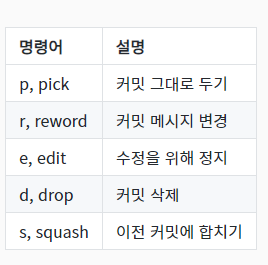 명령어 설명
p, pick 커밋 그대로 두기
r, reword 커밋 메시지 변경
e, edit 수정을 위해 정지
d, drop 커밋 삭제
s, squash 이전 커밋에 합치기